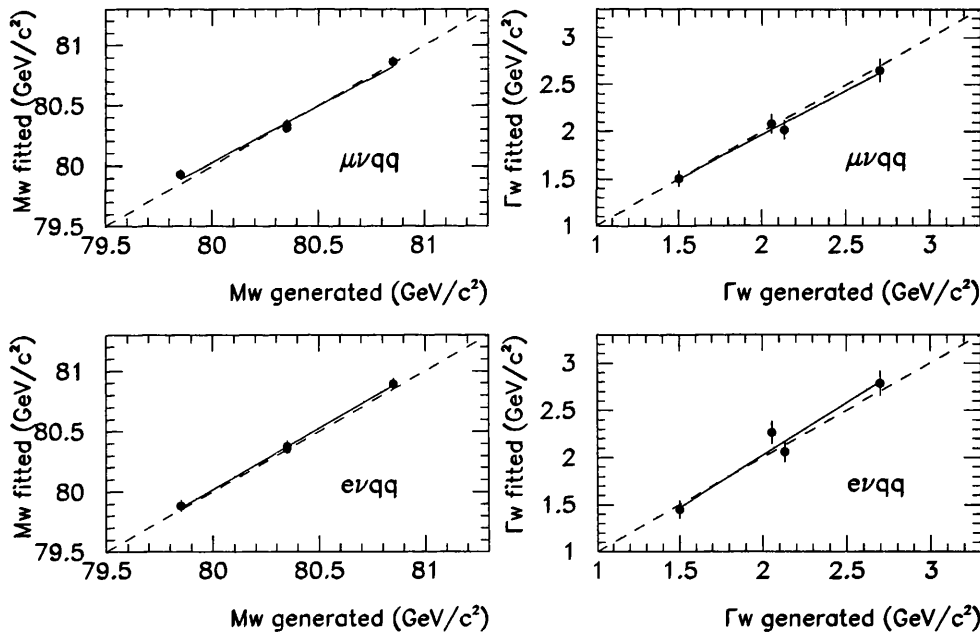 Mw fitted (GeV/c²)
81
80.5
80
79.5
μνqq
79.5 80 80.5 81
Mw generated (GeV/c²)
Γw fitted (GeV/c²)
3
2.5
2
1.5
1
μνqq
1 1.5 2 2.5 3
Γw generated (GeV/c²)
Mw fitted (GeV/c²)
81
80.5
80
79.5
eνqq
79.5 80 80.5 81
Mw generated (GeV/c²)
Γw fitted (GeV/c²)
3
2.5
2
1.5
1
eνqq
1 1.5 2 2.5 3
Γw generated (GeV/c²)